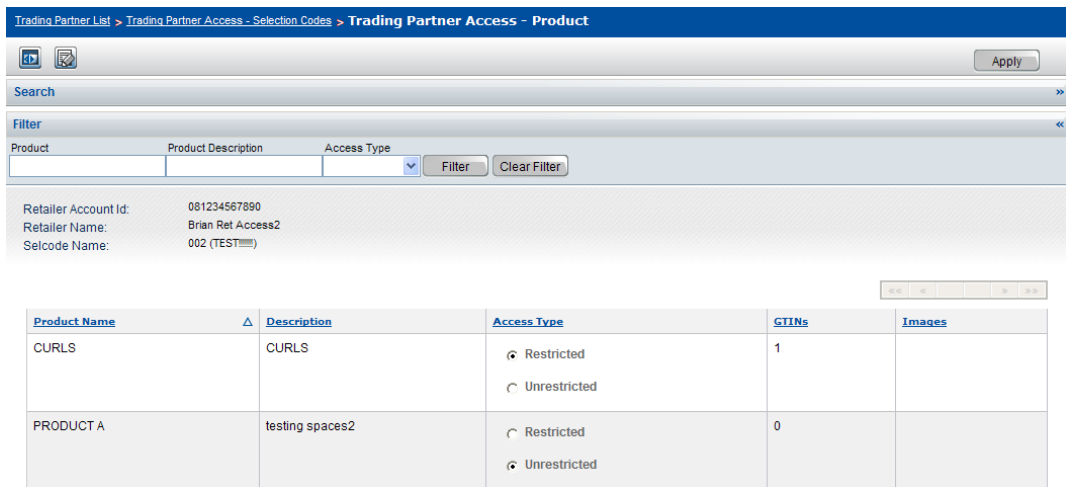 Trading Partner List > Trading Partner Access - Selection Codes > Trading Partner Access - Product
Apply
Search »
Filter «
Product Product Description Access Type
Filter Clear Filter
Retailer Account Id: 081234567890
Retailer Name: Brian Ret Access2
Selcode Name: 002 (TEST)
«« « » »»
Product Name Δ Description Access Type GTINs Images
CURLS CURLS Restricted 1
Unrestricted
PRODUCT A testing spaces2 Restricted 0
Unrestricted